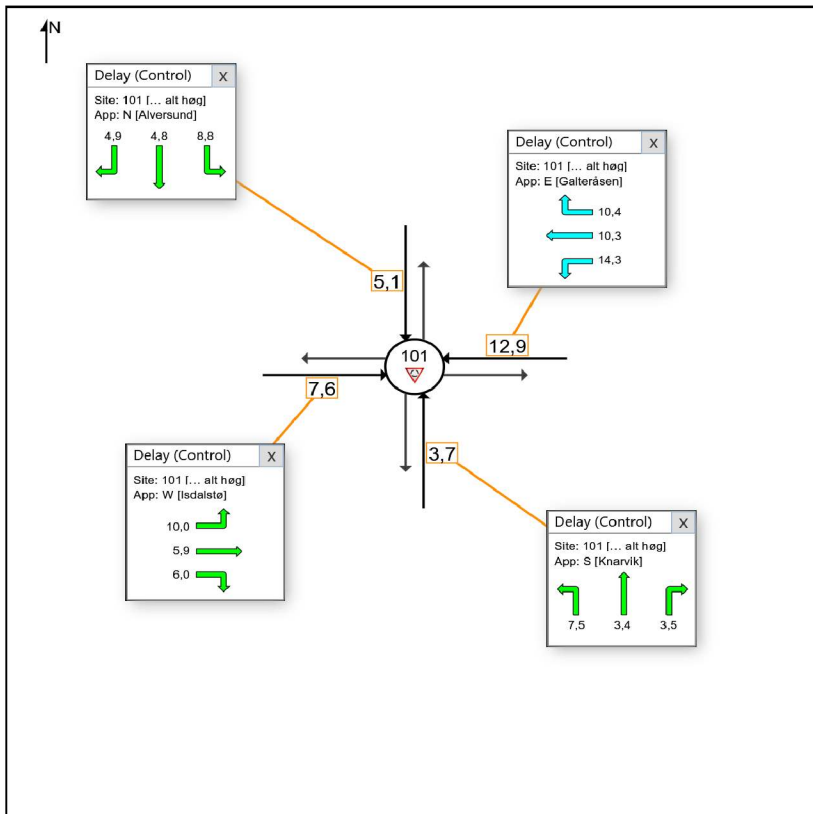 N
Delay (Control) X
Site: 101 [... alt høg]
App: N [Alversund]
4,9 4,8 8,8
Delay (Control) X
Site: 101 [... alt høg]
App: E [Galteråsen]
10,4
10,3
14,3
5,1
12,9
101
7,6
3,7
Delay (Control) X
Site: 101 [... alt høg]
App: W [Isdalstø]
10,0
5,9
6,0
Delay (Control) X
Site: 101 [... alt høg]
App: S [Knarvik]
7,5 3,4 3,5